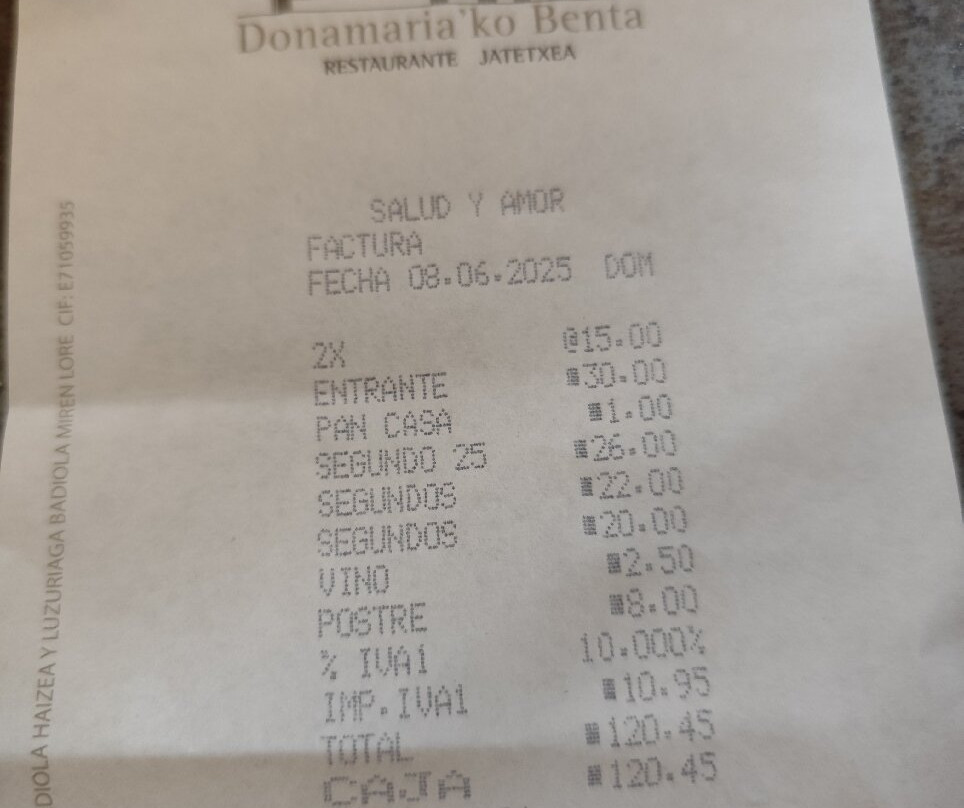 Donamaria'ko Benta
RESTAURANTE JATETXEA
SALUD Y AMOR
FACTURA
FECHA 08.06.2025 DOM
2X @15.00
ENTRANTE 30.00
PAN CASA 1.00
SEGUNDO 25 26.00
SEGUNDOS 22.00
SEGUNDOS 20.00
VINO 2.50
POSTRE 8.00
% IVA1 10.000%
IMP.IVA1 10.95
TOTAL 120.45
CAJA 120.45
DIOLA HAIZEA Y LUZURIAGA BADIOLA MIREN LORE CIF: E71059935